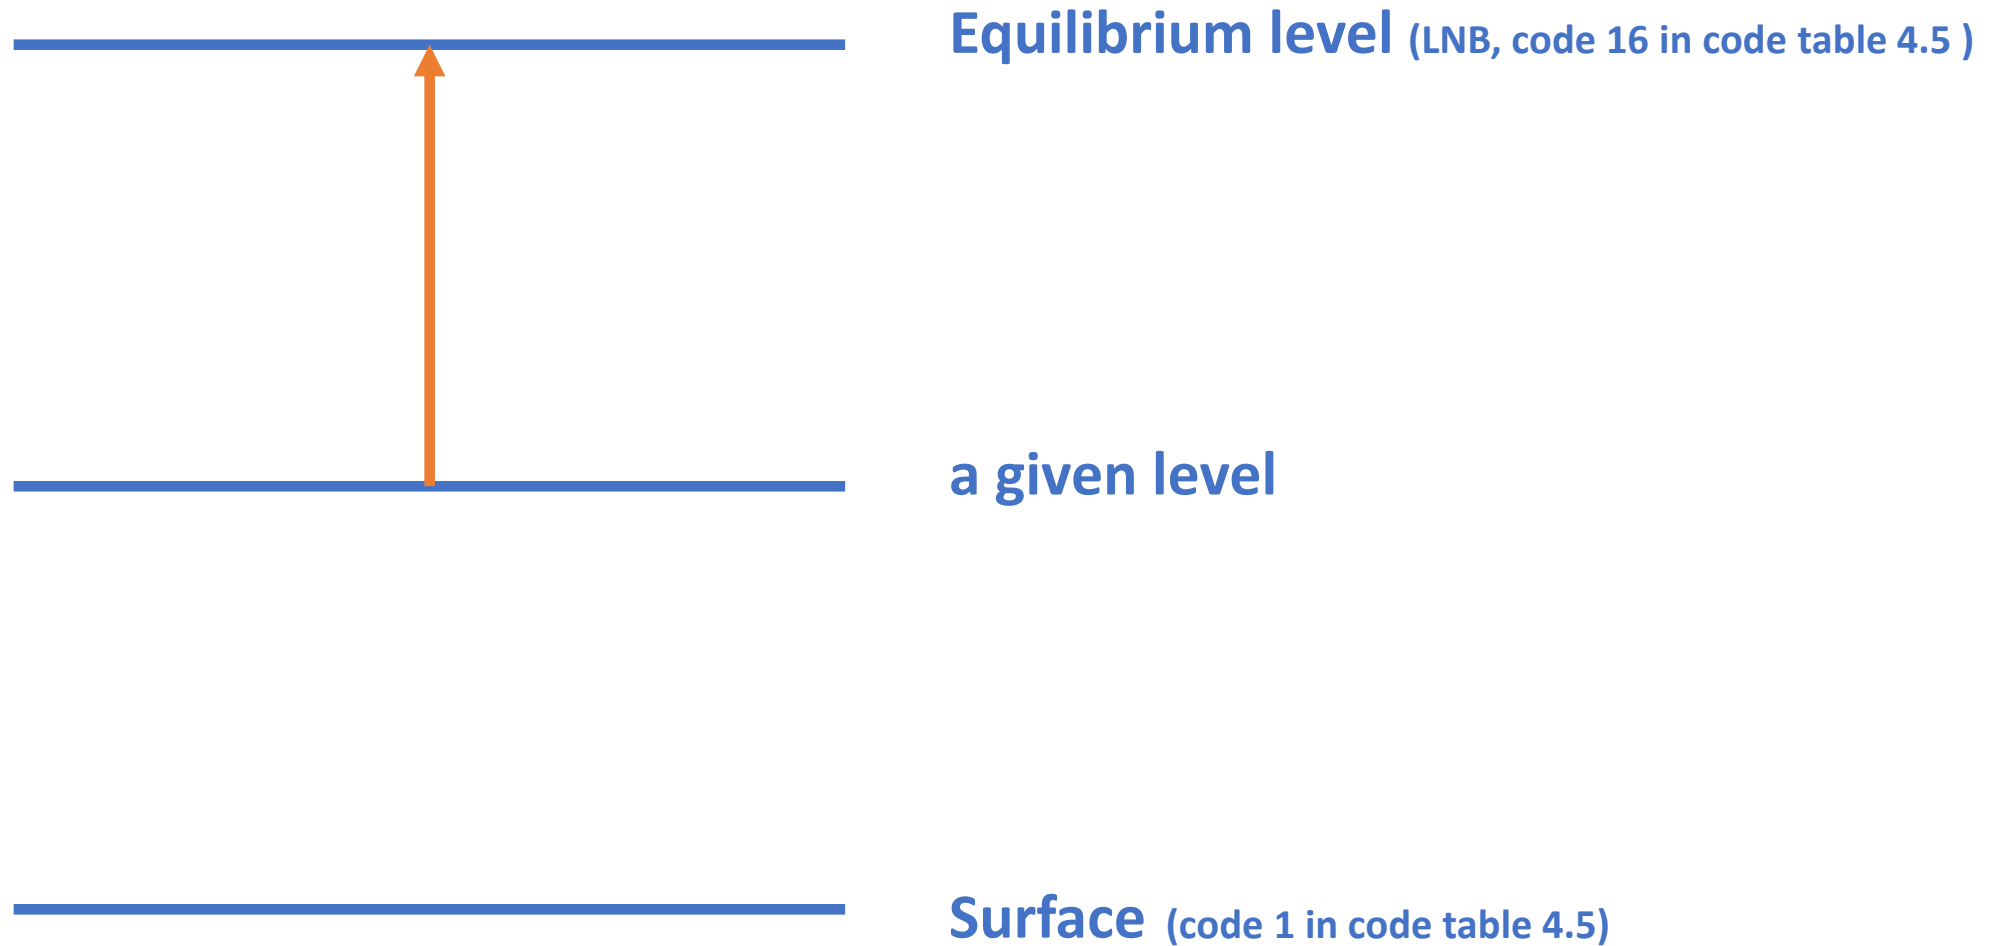 Equilibrium level (LNB, code 16 in code table 4.5 )
a given level
Surface (code 1 in code table 4.5)